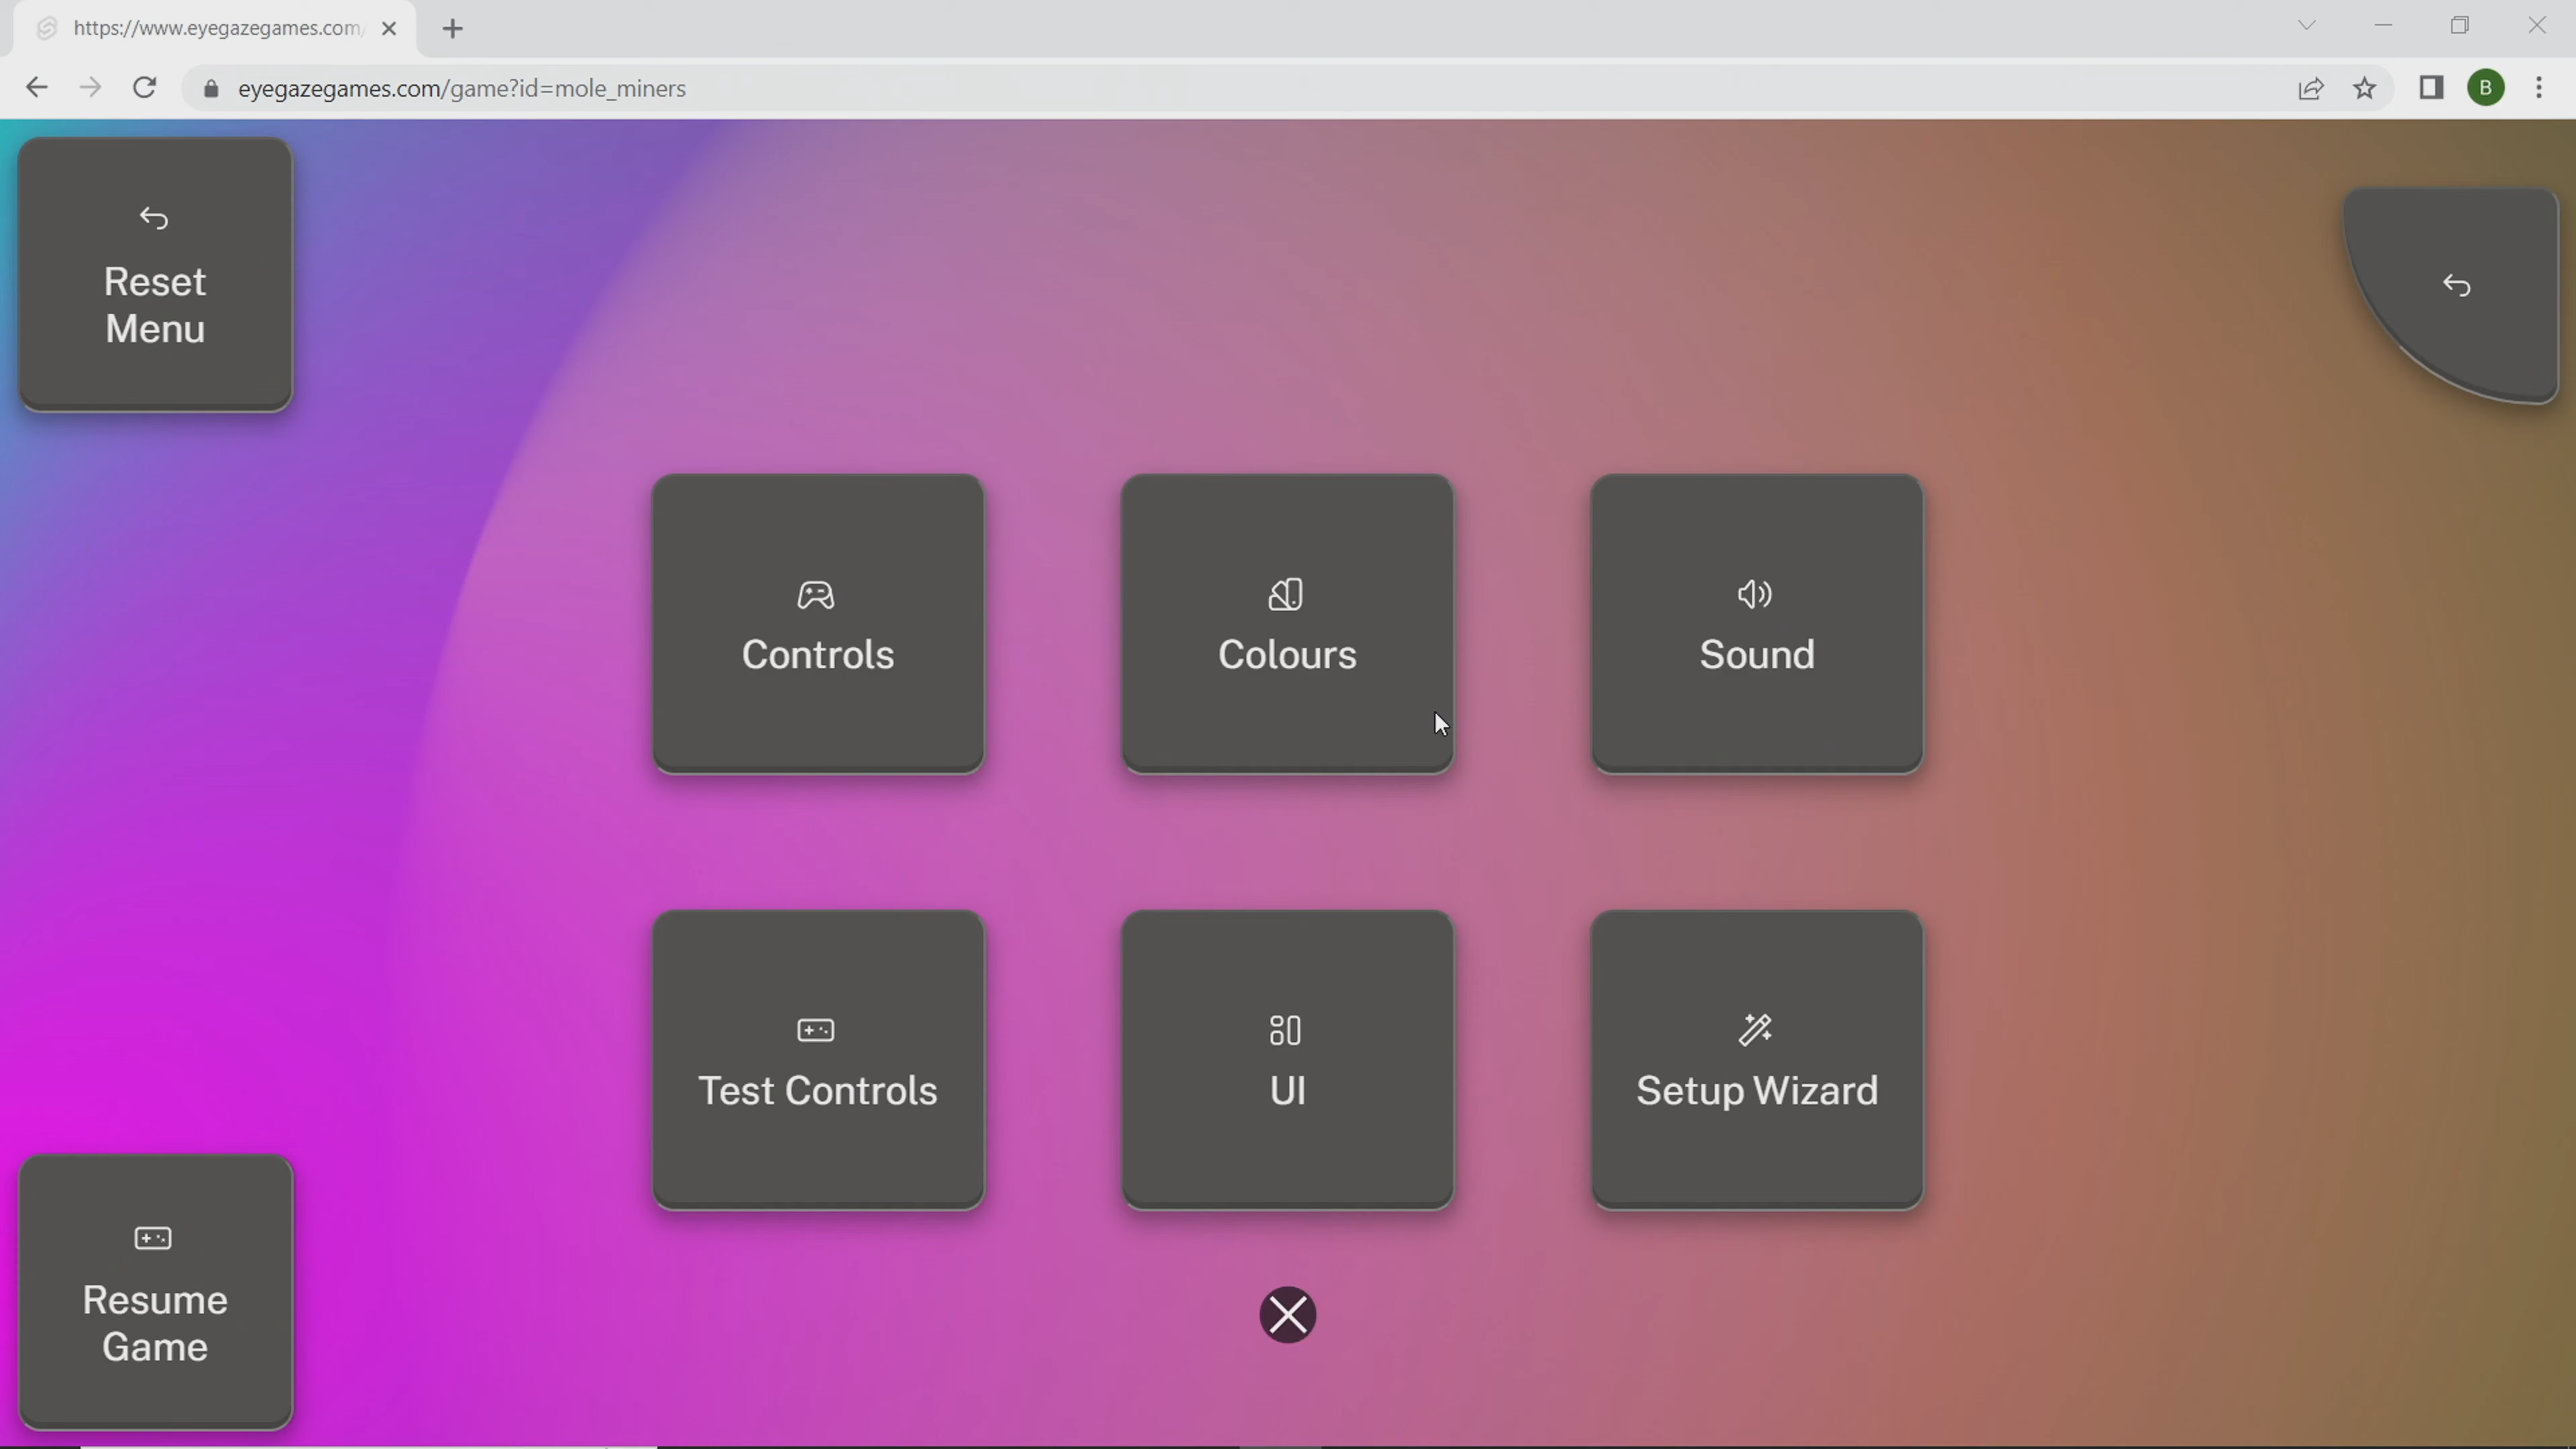 https://www.eyegazegames.com/
eyegazegames.com/game?id=mole_miners
B
Reset
Menu
Controls
Colours
Sound
Test Controls
UI
Setup Wizard
Resume
Game